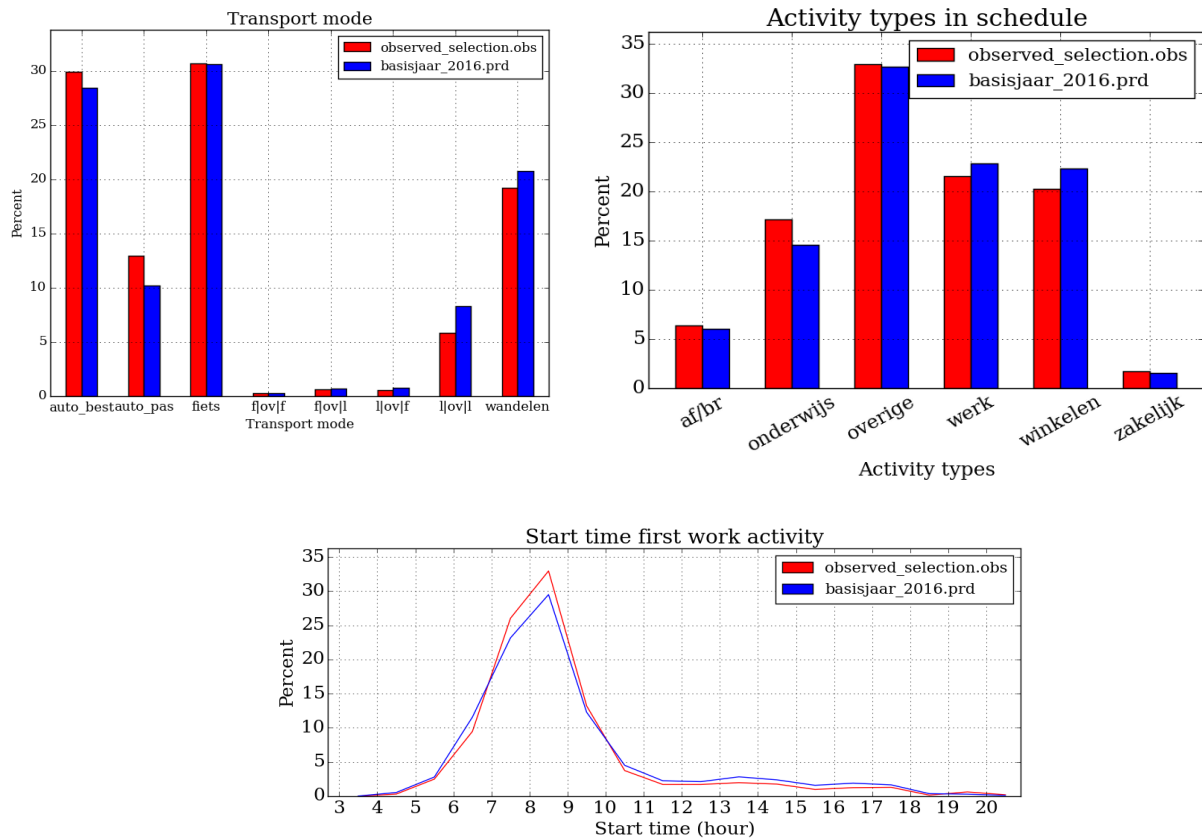 Transport mode
observed_selection.obs
basisjaar_2016.prd
30
25
20
15
10
5
0
Percent
auto_best auto_pas fiets f|ov|f f|ov|l l|ov|f l|ov|l wandelen
Transport mode
Activity types in schedule
observed_selection.obs
basisjaar_2016.prd
35
30
25
20
15
10
5
0
Percent
af/br onderwijs overige werk winkelen zakelijk
Activity types
Start time first work activity
observed_selection.obs
basisjaar_2016.prd
35
30
25
20
15
10
5
0
Percent
3 4 5 6 7 8 9 10 11 12 13 14 15 16 17 18 19 20
Start time (hour)